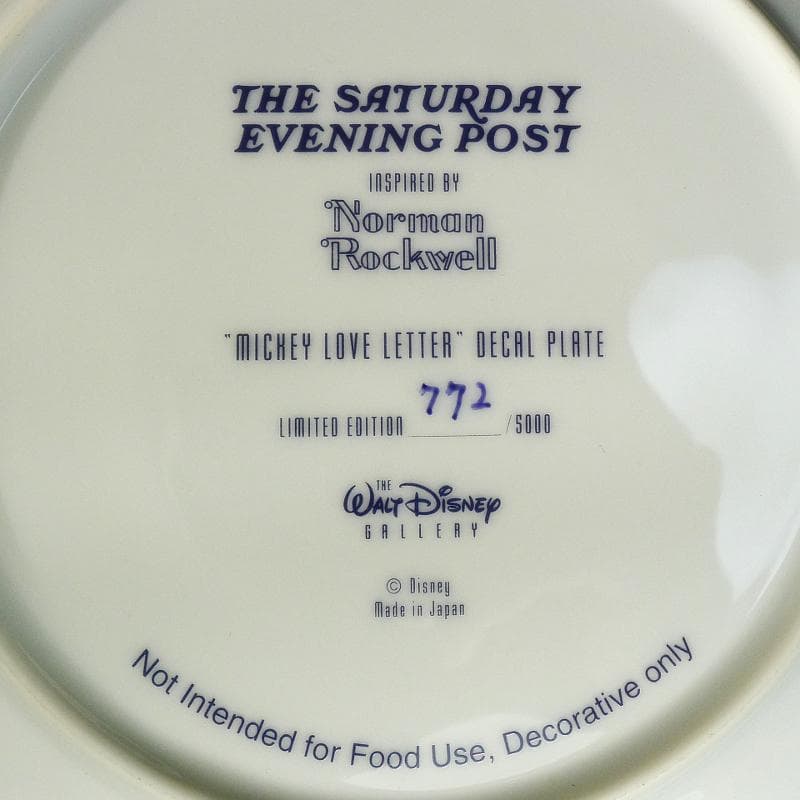 THE SATURDAY
EVENING POST
INSPIRED BY
Norman
Rockwell
"MICKEY LOVE LETTER" DECAL PLATE
772
LIMITED EDITION ________ /5000
THE
WALT DISNEY
GALLERY
© Disney
Made in Japan
Not Intended for Food Use, Decorative only